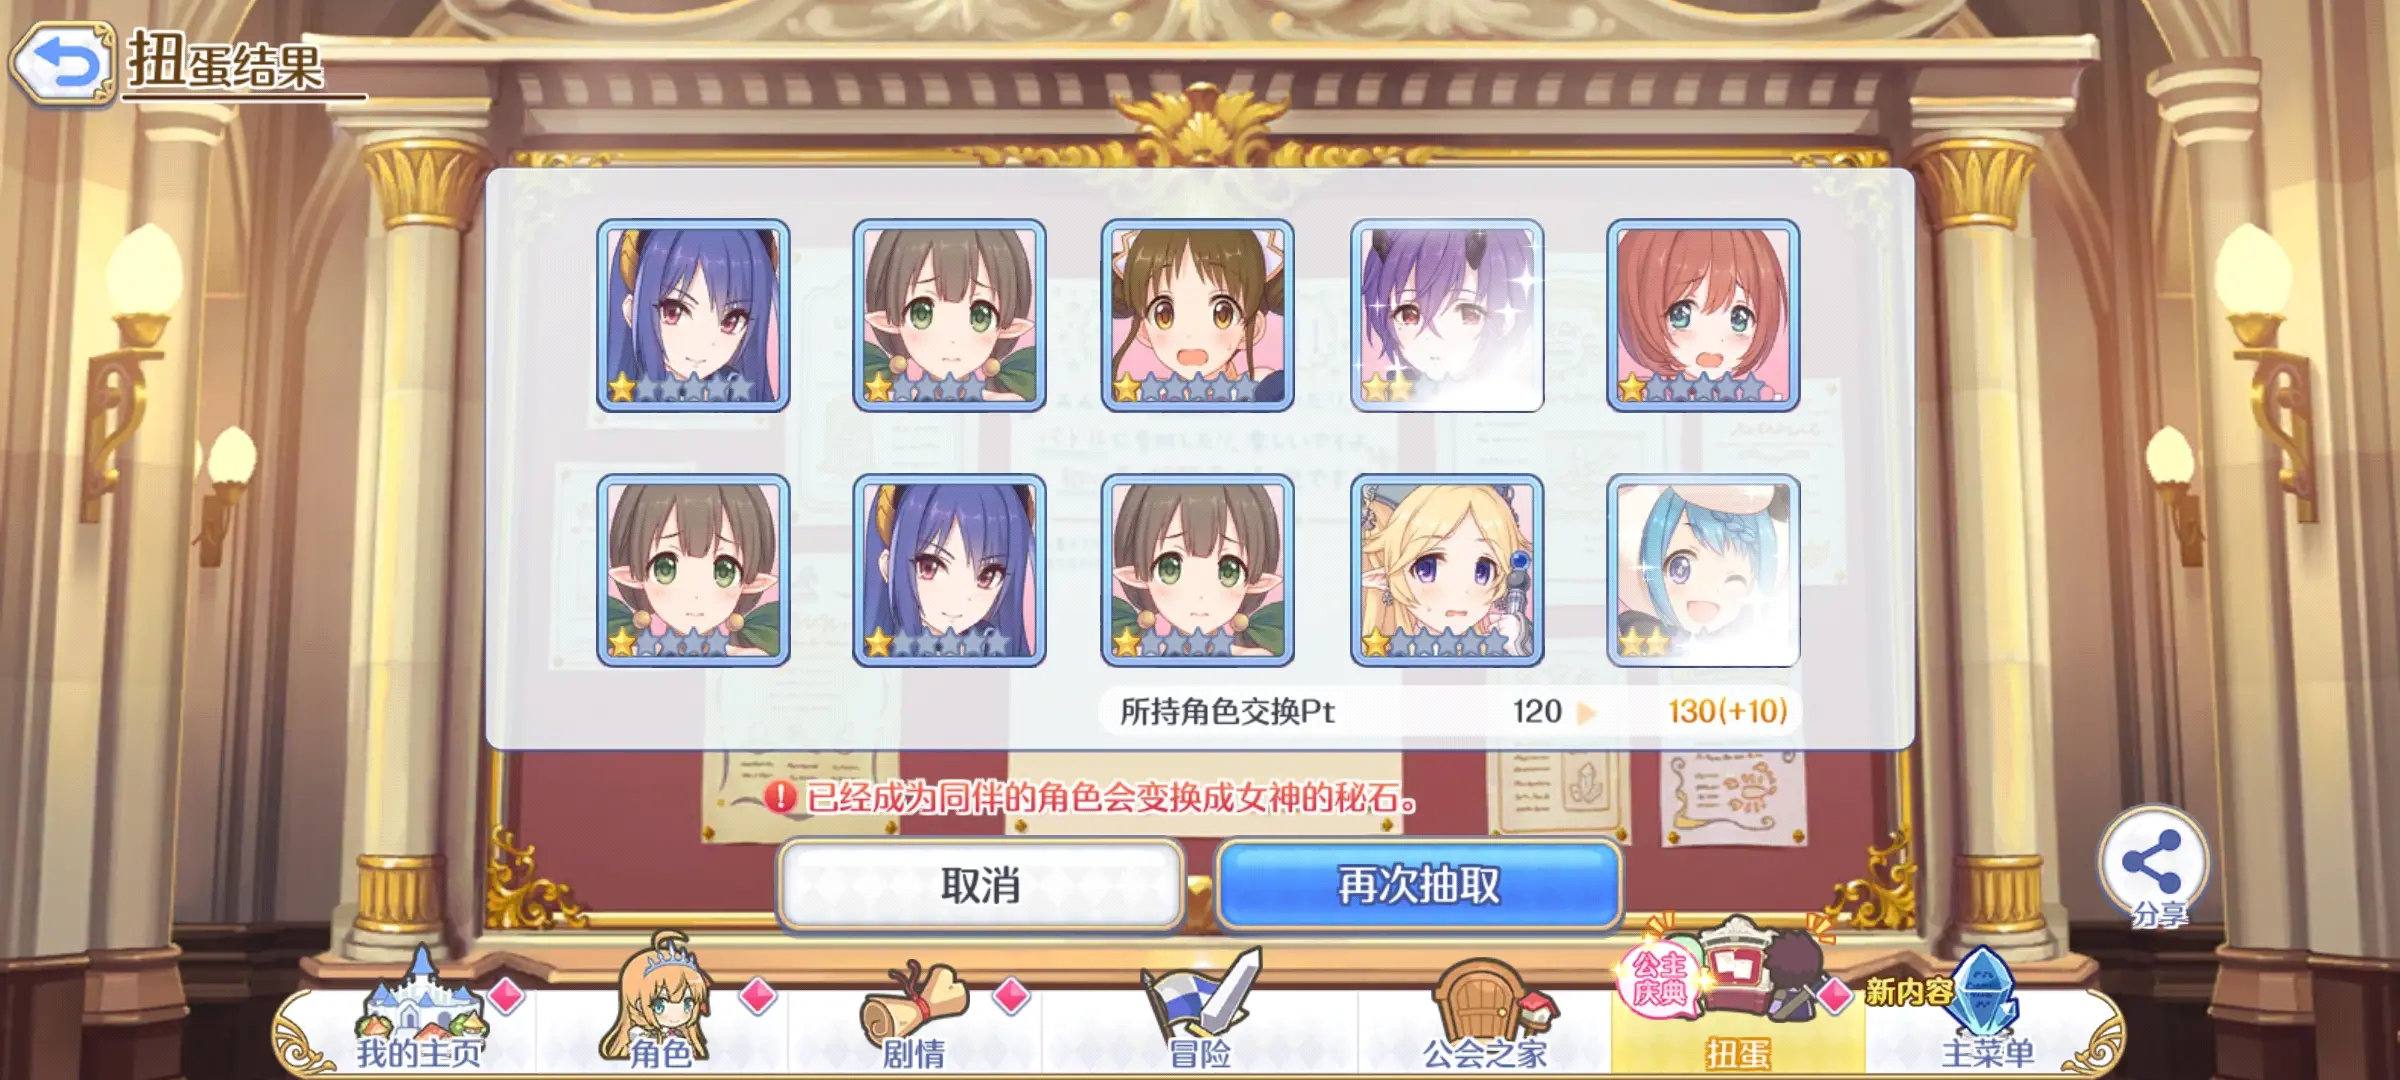 扭蛋结果
所持角色交换Pt 120 130(+10)
已经成为同伴的角色会变换成女神的秘石。
取消
再次抽取
分享
公主
庆典
新内容
我的主页
角色
剧情
冒险
公会之家
扭蛋
主菜单